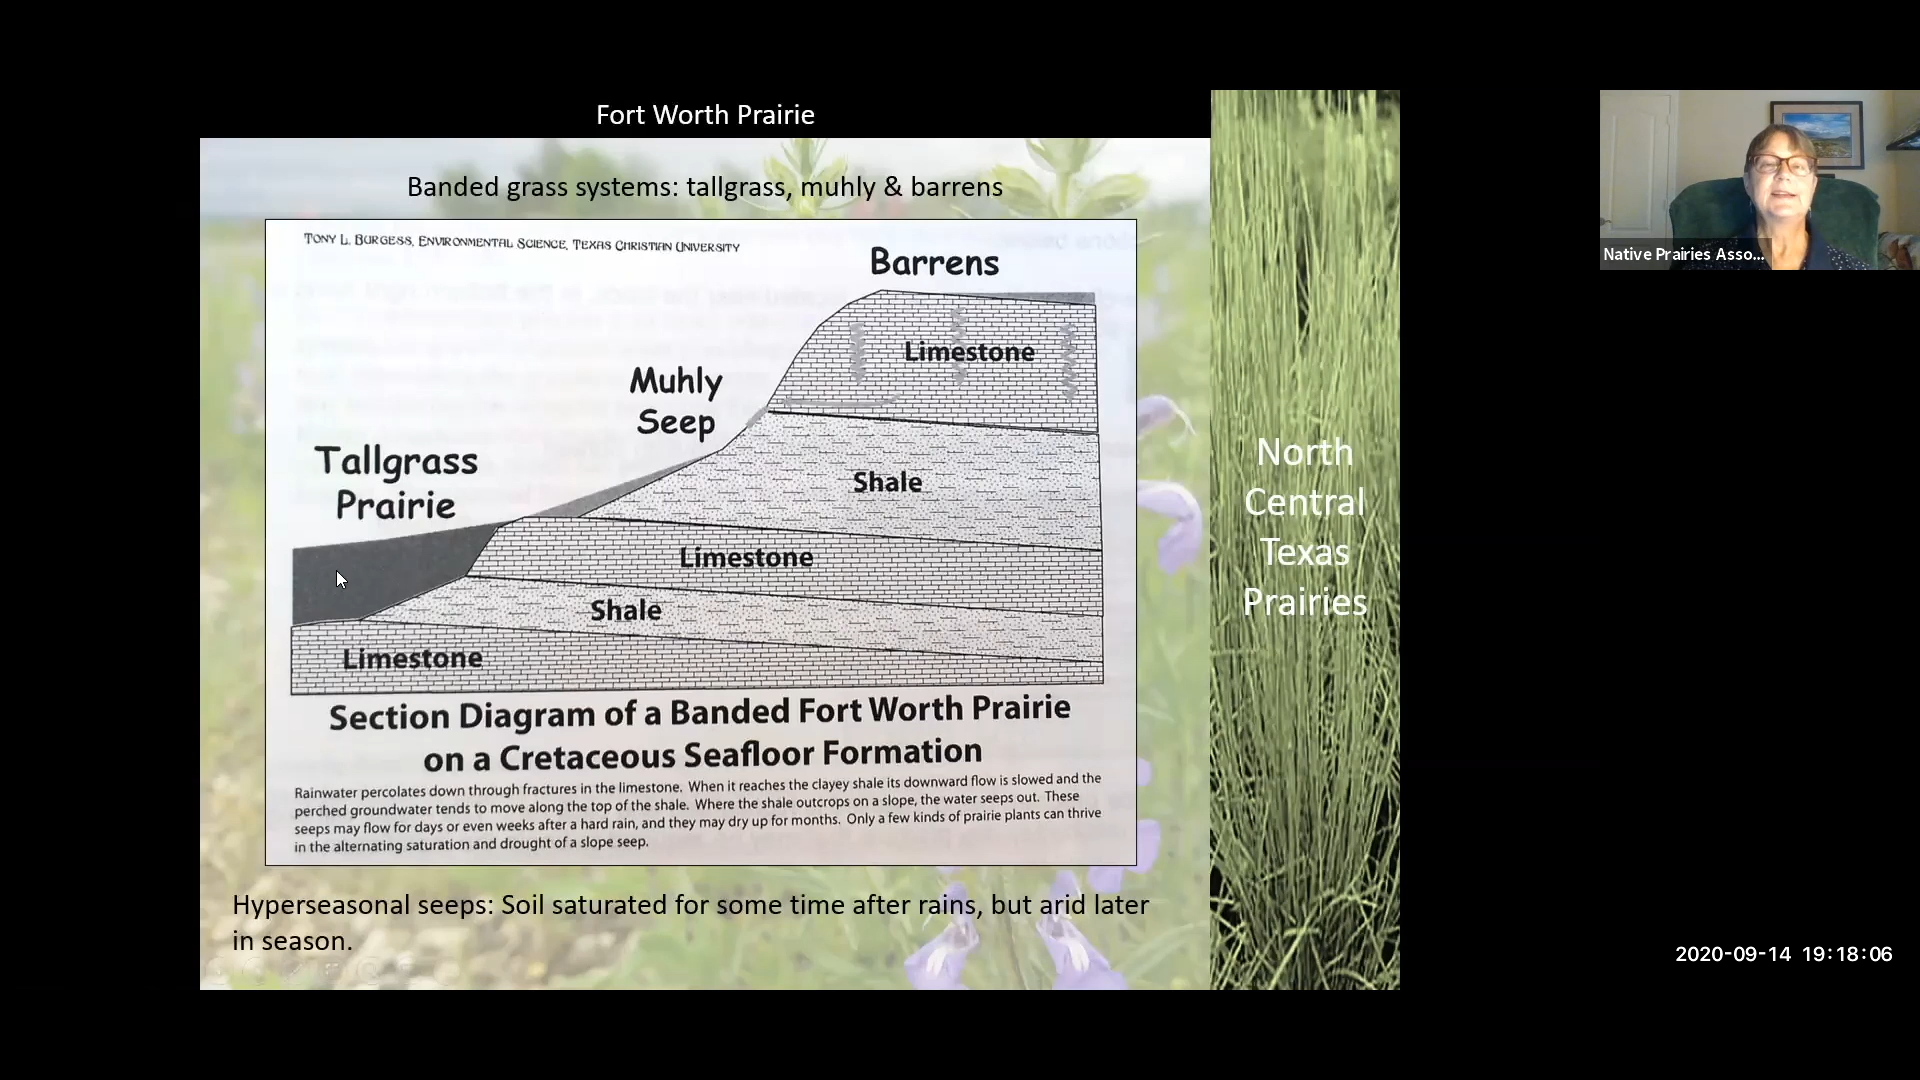 Fort Worth Prairie
Banded grass systems: tallgrass, muhly & barrens
Tony L. Burgess, Environmental Science, Texas Christian University
Barrens
Limestone
Muhly
Seep
Tallgrass
Prairie
Shale
Limestone
Shale
Limestone
Section Diagram of a Banded Fort Worth Prairie
on a Cretaceous Seafloor Formation
Rainwater percolates down through fractures in the limestone. When it reaches the clayey shale its downward flow is slowed and the
perched groundwater tends to move along the top of the shale. Where the shale outcrops on a slope, the water seeps out. These
seeps may flow for days or even weeks after a hard rain, and they may dry up for months. Only a few kinds of prairie plants can thrive
in the alternating saturation and drought of a slope seep.
Hyperseasonal seeps: Soil saturated for some time after rains, but arid later
in season.
North
Central
Texas
Prairies
Native Prairies Asso...
2020-09-14 19:18:06